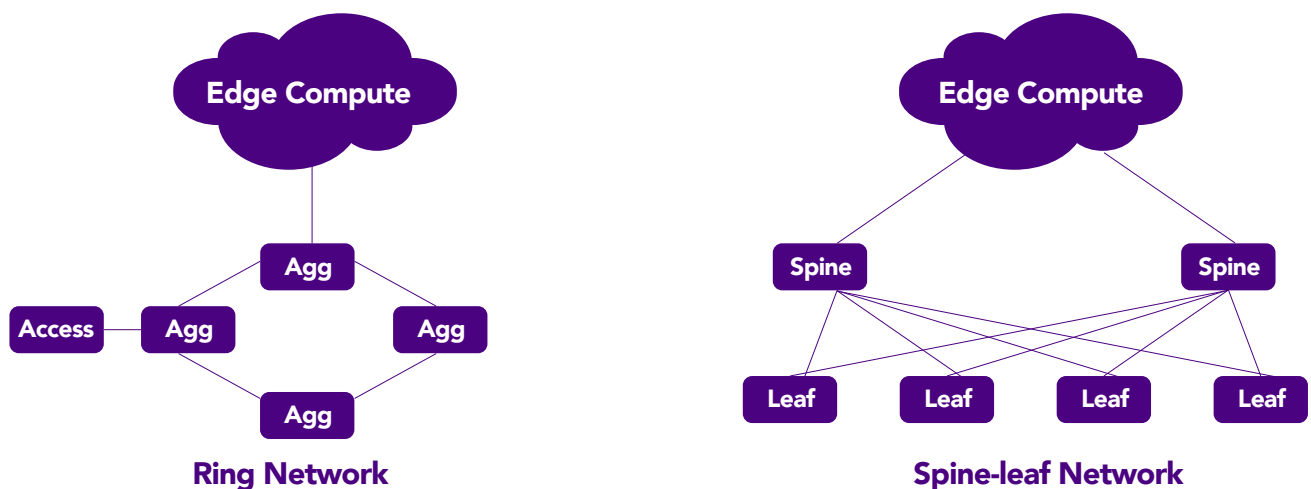 Edge Compute
Agg
Access
Agg
Agg
Agg
Ring Network
Edge Compute
Spine
Spine
Leaf
Leaf
Leaf
Leaf
Spine-leaf Network